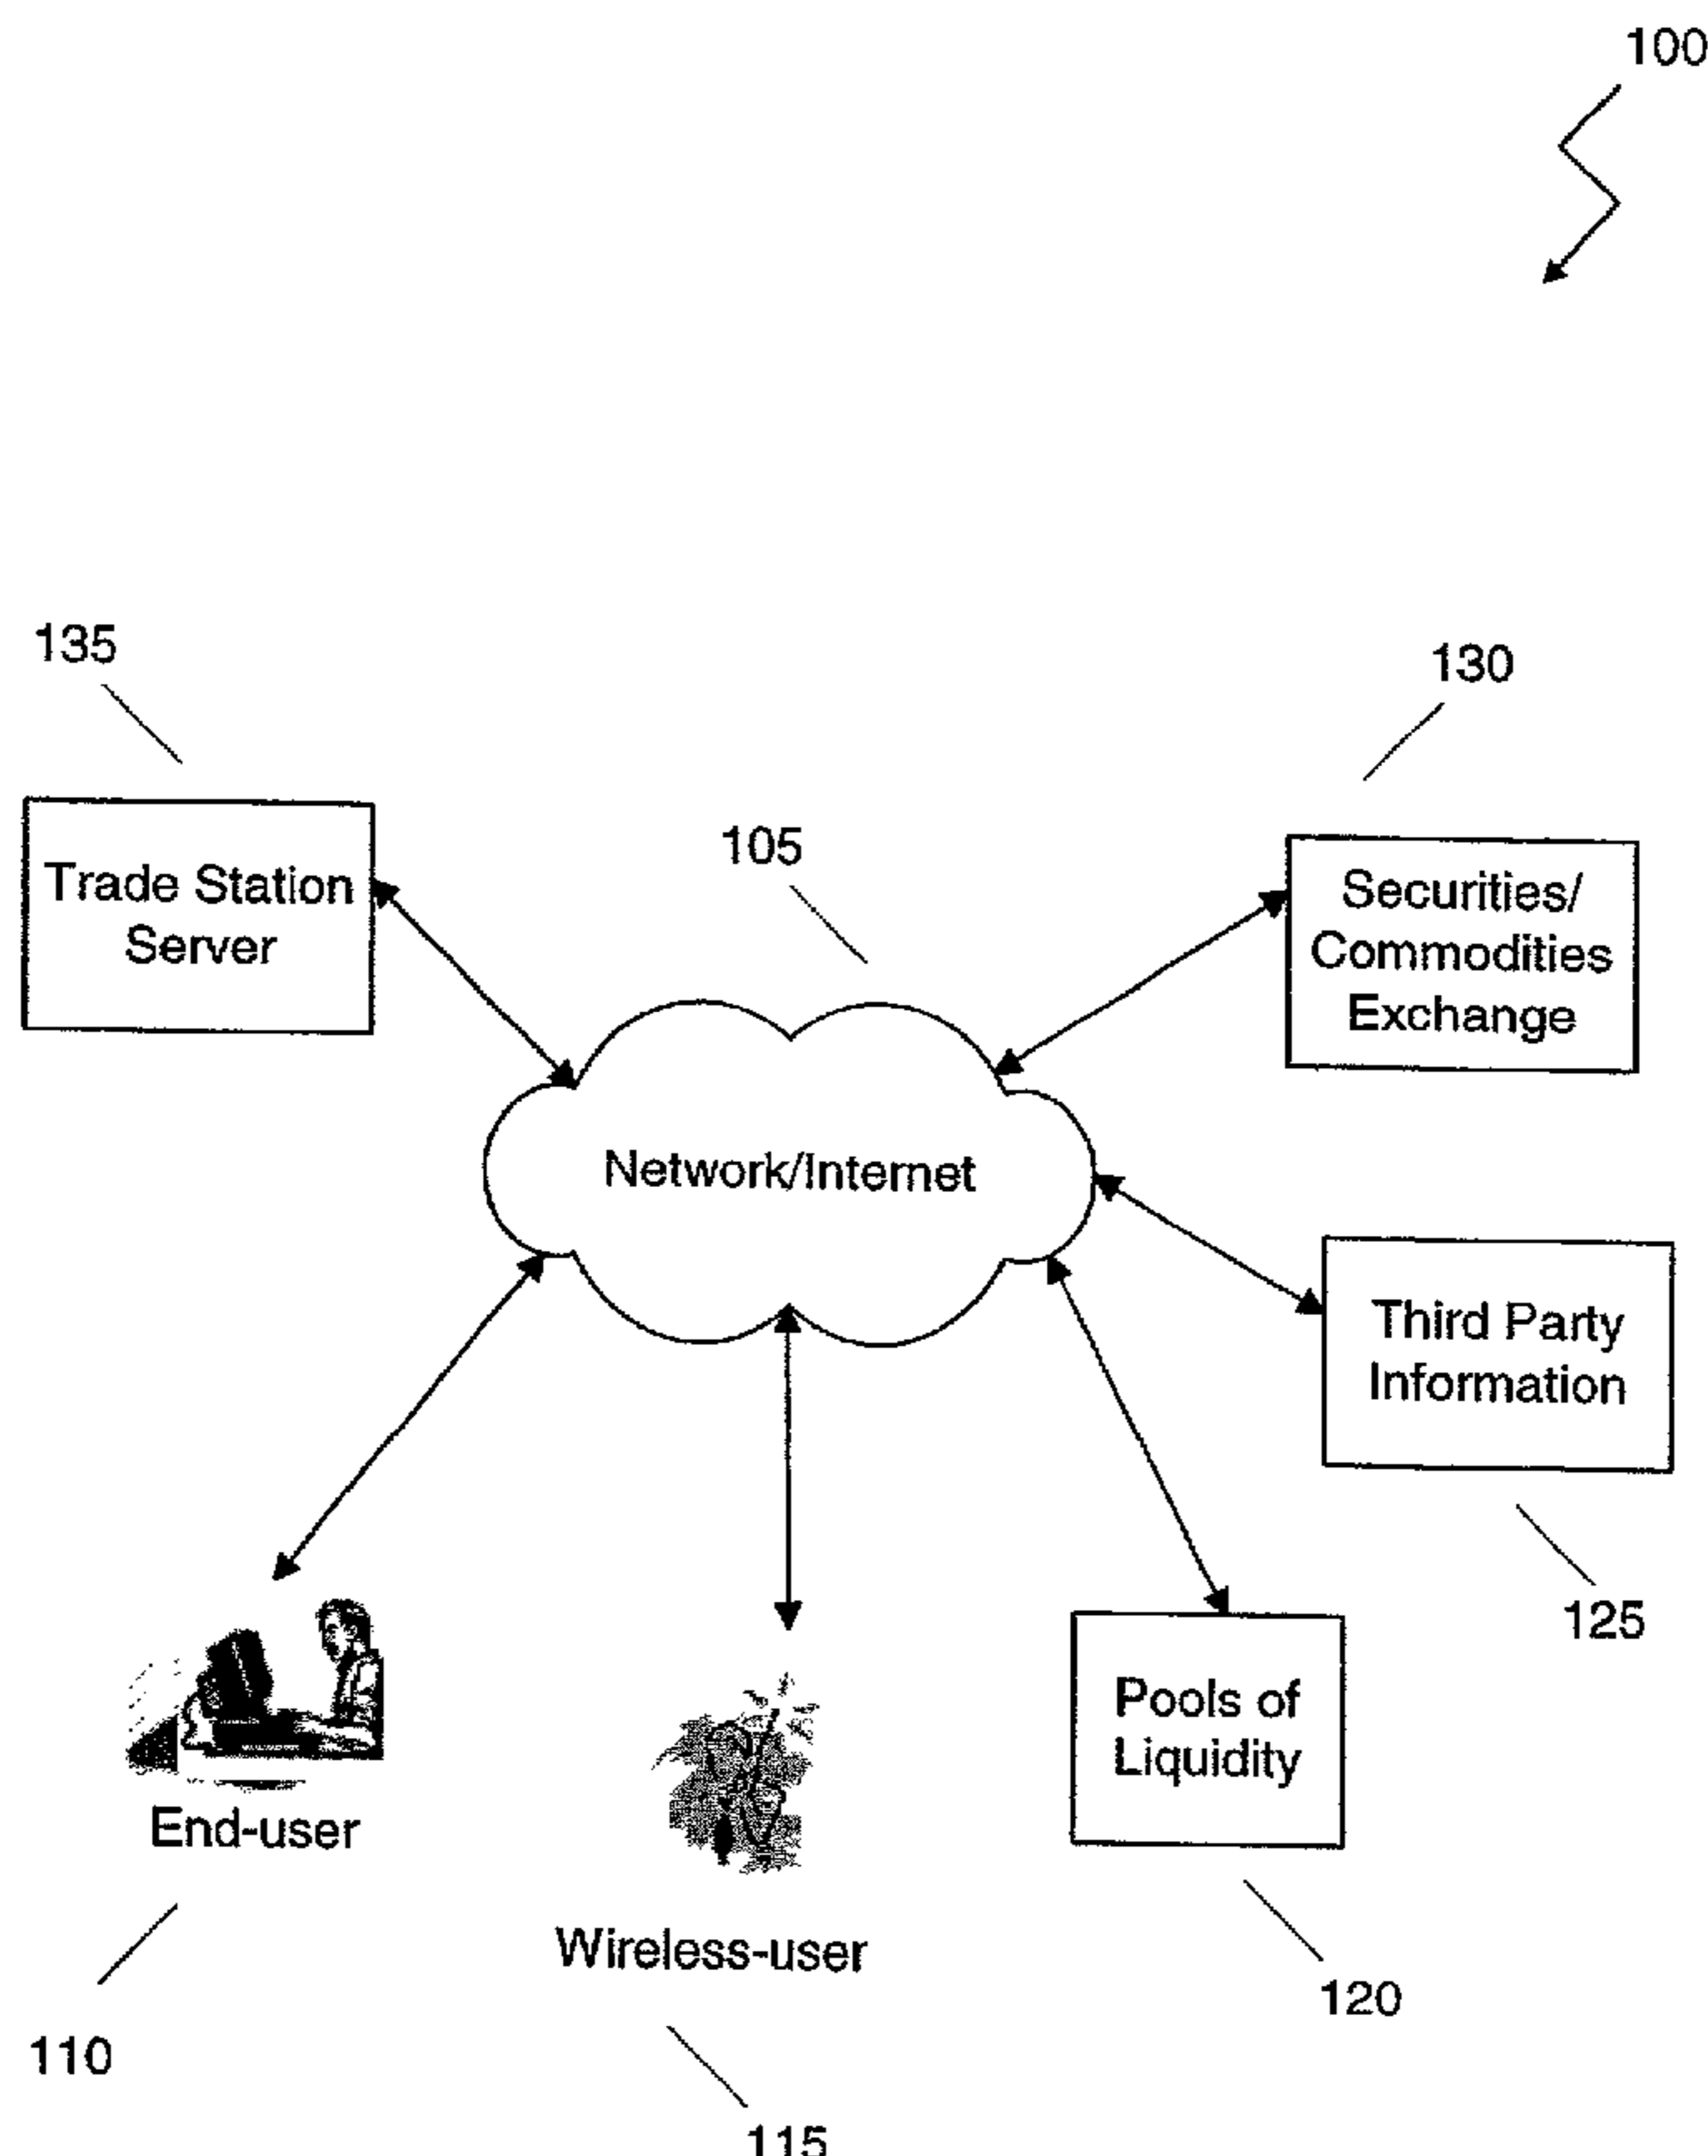 100
135
130
105
Trade Station
Server
Securities/
Commodities
Exchange
Network/Internet
Third Party
Information
125
Pools of
Liquidity
End-user
Wireless-user
120
110
115